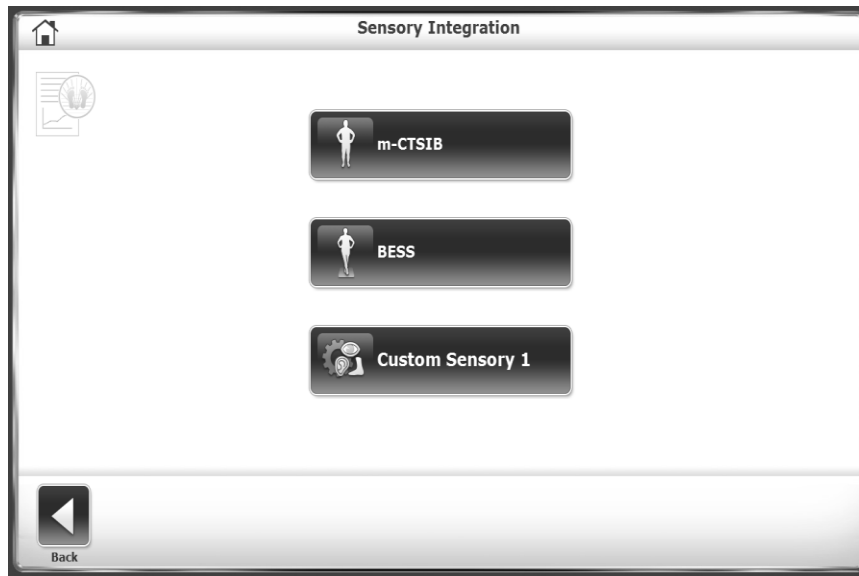 Sensory Integration
m-CTSIB
BESS
Custom Sensory 1
Back